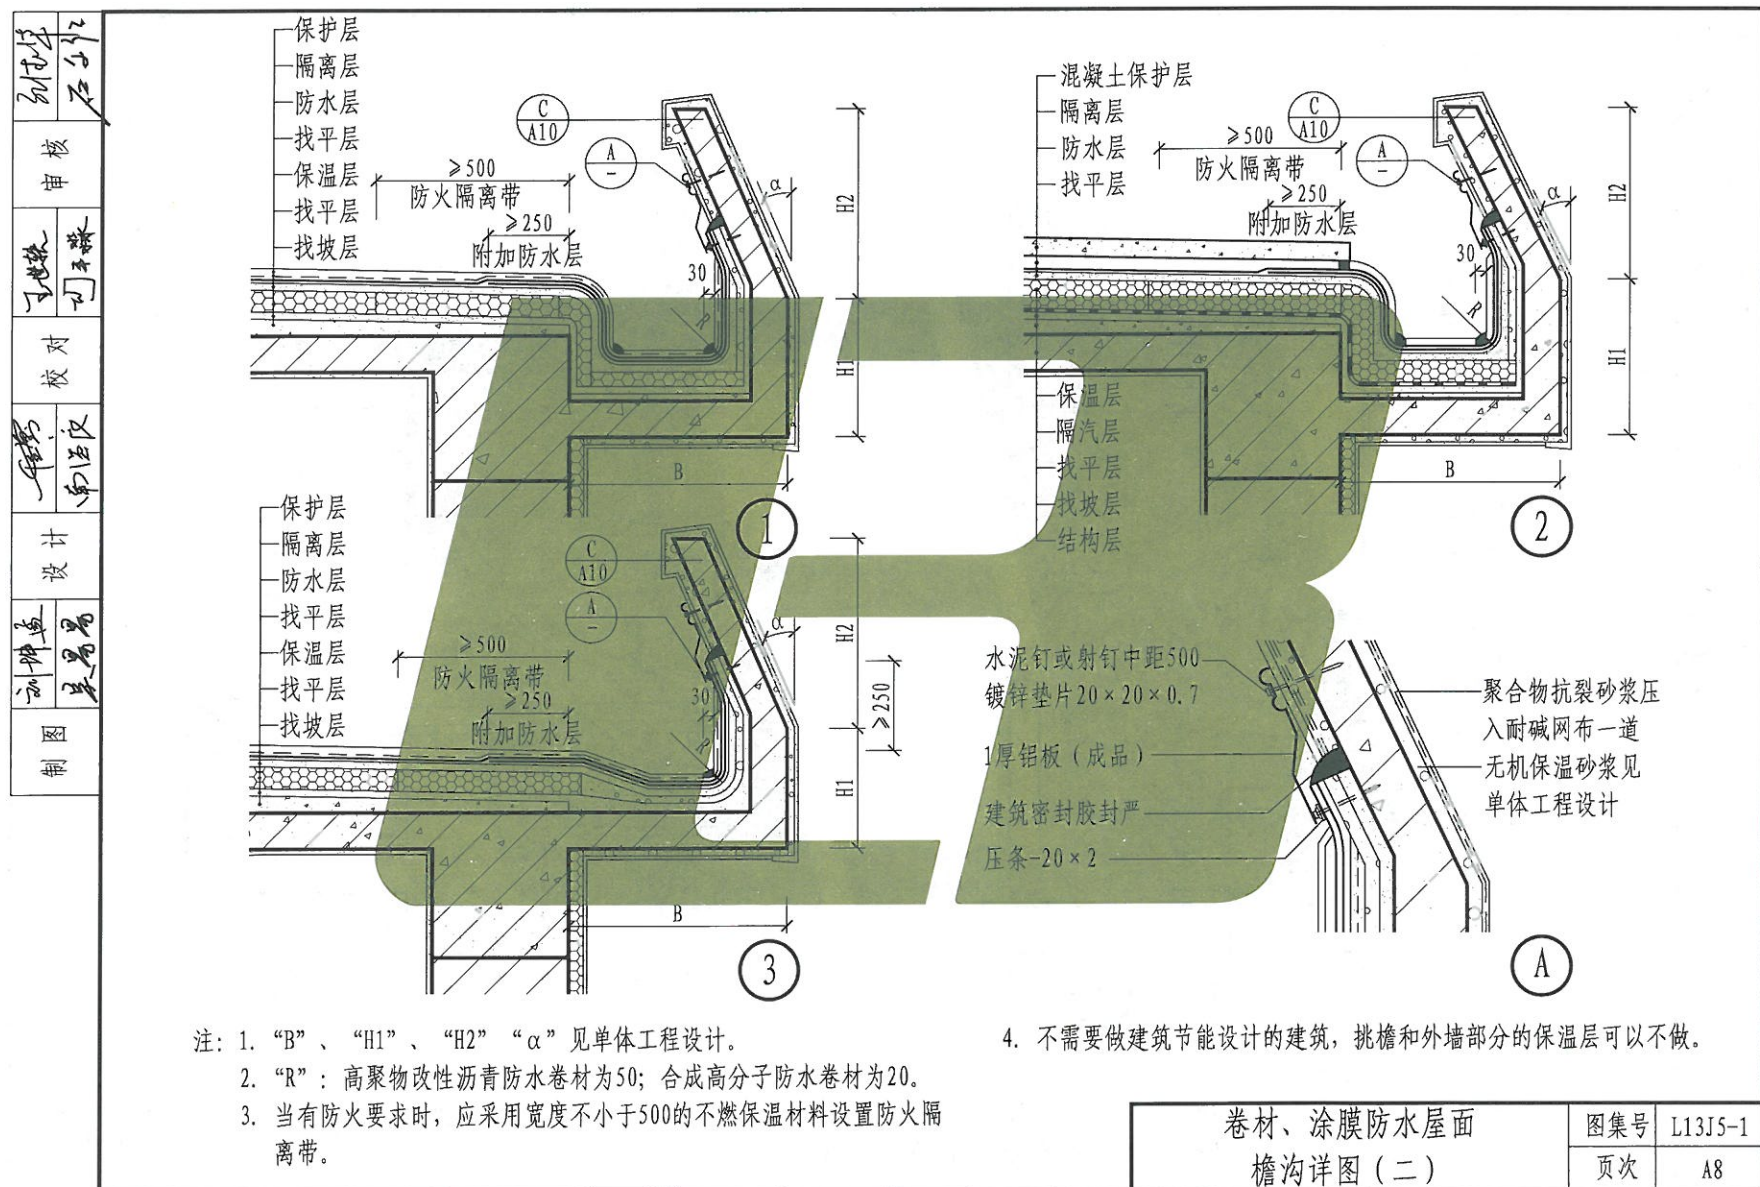 保护层
隔离层
防水层
找平层
保温层
找平层
找坡层
≥500
防火隔离带
≥250
附加防水层
C
A10
A
-
α
30
R
H2
H1
B
1
混凝土保护层
隔离层
防水层
找平层
≥500
防火隔离带
≥250
附加防水层
C
A10
A
-
α
30
R
H2
H1
保温层
隔汽层
找平层
找坡层
结构层
B
2
保护层
隔离层
防水层
找平层
保温层
找平层
找坡层
≥500
防火隔离带
≥250
附加防水层
C
A10
A
-
α
30
R
H2
≥250
H1
B
3
水泥钉或射钉中距500
镀锌垫片20×20×0.7
1厚铝板（成品）
建筑密封胶封严
压条-20×2
聚合物抗裂砂浆压
入耐碱网布一道
无机保温砂浆见
单体工程设计
A
审核
校对
设计
制图
注：1. “B”、“H1”、“H2”“α”见单体工程设计。
2. “R”：高聚物改性沥青防水卷材为50；合成高分子防水卷材为20。
3. 当有防火要求时，应采用宽度不小于500的不燃保温材料设置防火隔
离带。
4. 不需要做建筑节能设计的建筑，挑檐和外墙部分的保温层可以不做。
卷材、涂膜防水屋面
檐沟详图（二）
图集号
L13J5-1
页次
A8